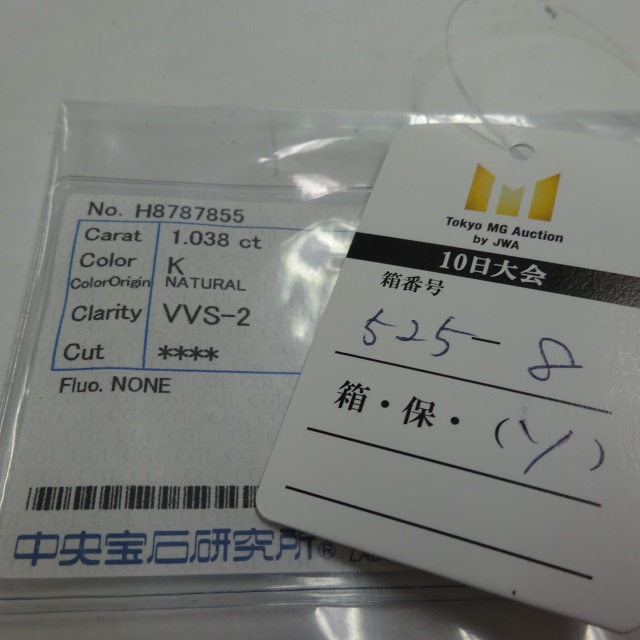 No. H8787855
Carat 1.038 ct
Color K
ColorOrigin NATURAL
Clarity VVS-2
Cut ****
Fluo. NONE
中央宝石研究所®
Tokyo MG Auction
by JWA
10日大会
箱番号
525-8
箱・保・(ソ)